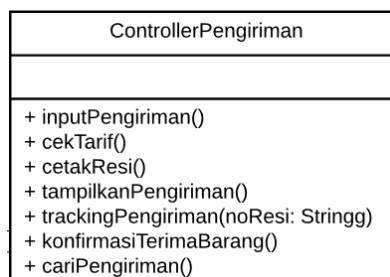 ControllerPengiriman
+ inputPengiriman()
+ cekTarif()
+ cetakResi()
+ tampilkanPengiriman()
+ trackingPengiriman(noResi: Stringg)
+ konfirmasiTerimaBarang()
+ cariPengiriman()